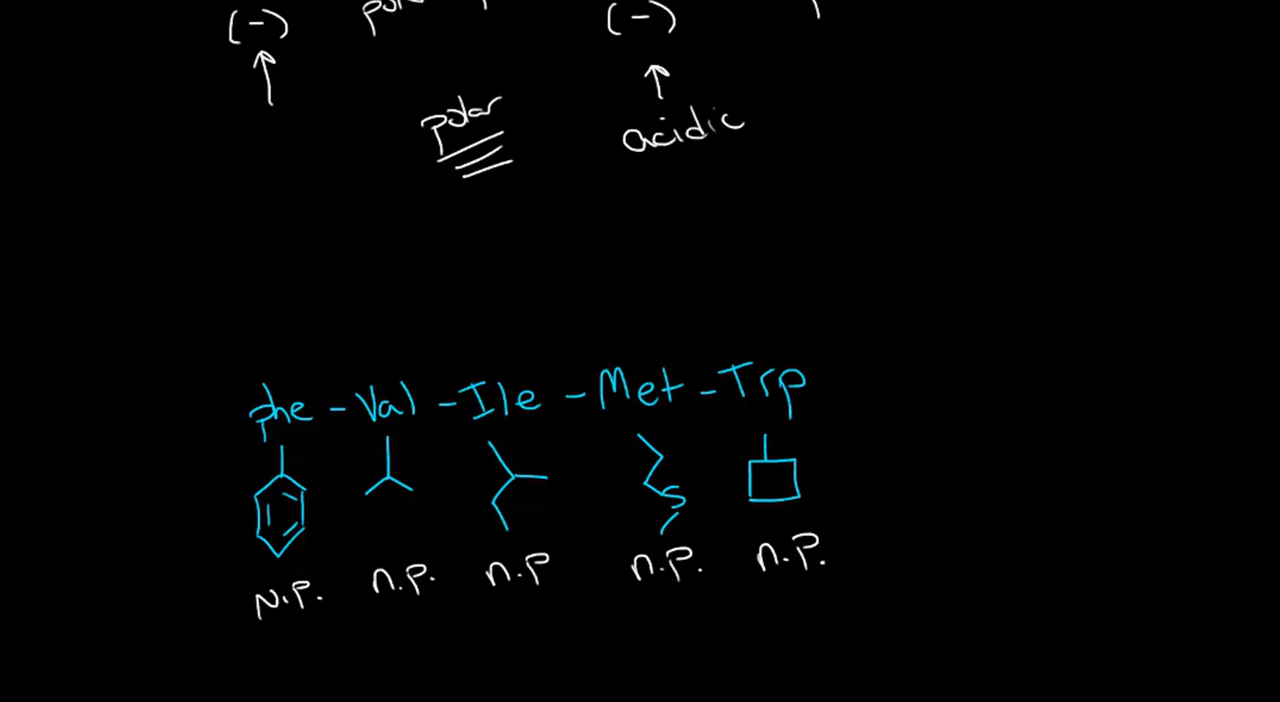 (-) (-)
polar
acidic
phe - Val - Ile - Met - Trp
S
N.P. n.p. n.p n.p. n.p.